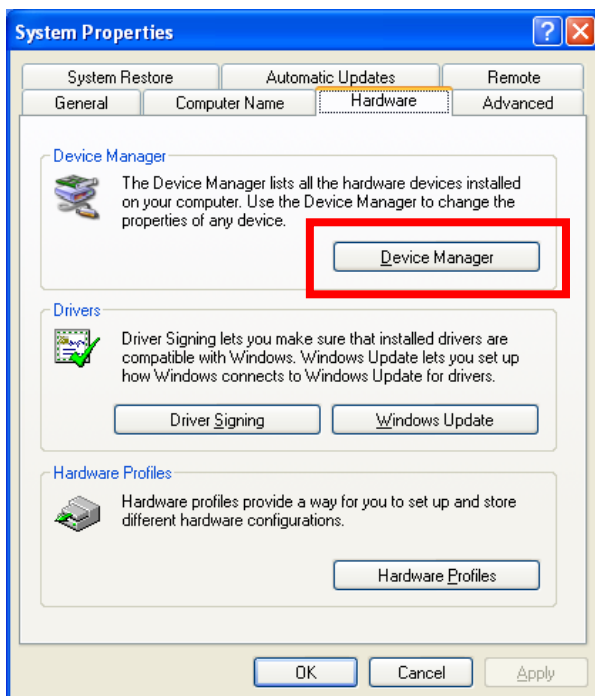 System Properties
System Restore
Automatic Updates
Remote
General
Computer Name
Hardware
Advanced
Device Manager
The Device Manager lists all the hardware devices installed
on your computer. Use the Device Manager to change the
properties of any device.
Device Manager
Drivers
Driver Signing lets you make sure that installed drivers are
compatible with Windows. Windows Update lets you set up
how Windows connects to Windows Update for drivers.
Driver Signing
Windows Update
Hardware Profiles
Hardware profiles provide a way for you to set up and store
different hardware configurations.
Hardware Profiles
OK
Cancel
Apply